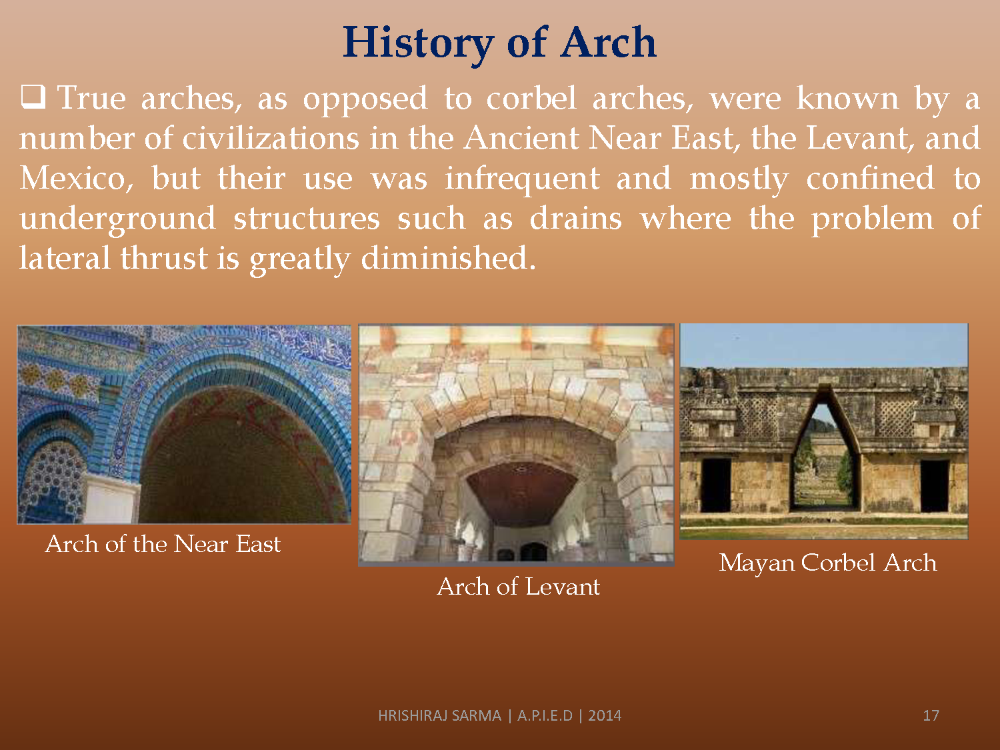 History of Arch
❑ True arches, as opposed to corbel arches, were known by a
number of civilizations in the Ancient Near East, the Levant, and
Mexico, but their use was infrequent and mostly confined to
underground structures such as drains where the problem of
lateral thrust is greatly diminished.
Arch of the Near East
Arch of Levant
Mayan Corbel Arch
HRISHIRAJ SARMA | A.P.I.E.D | 2014
17